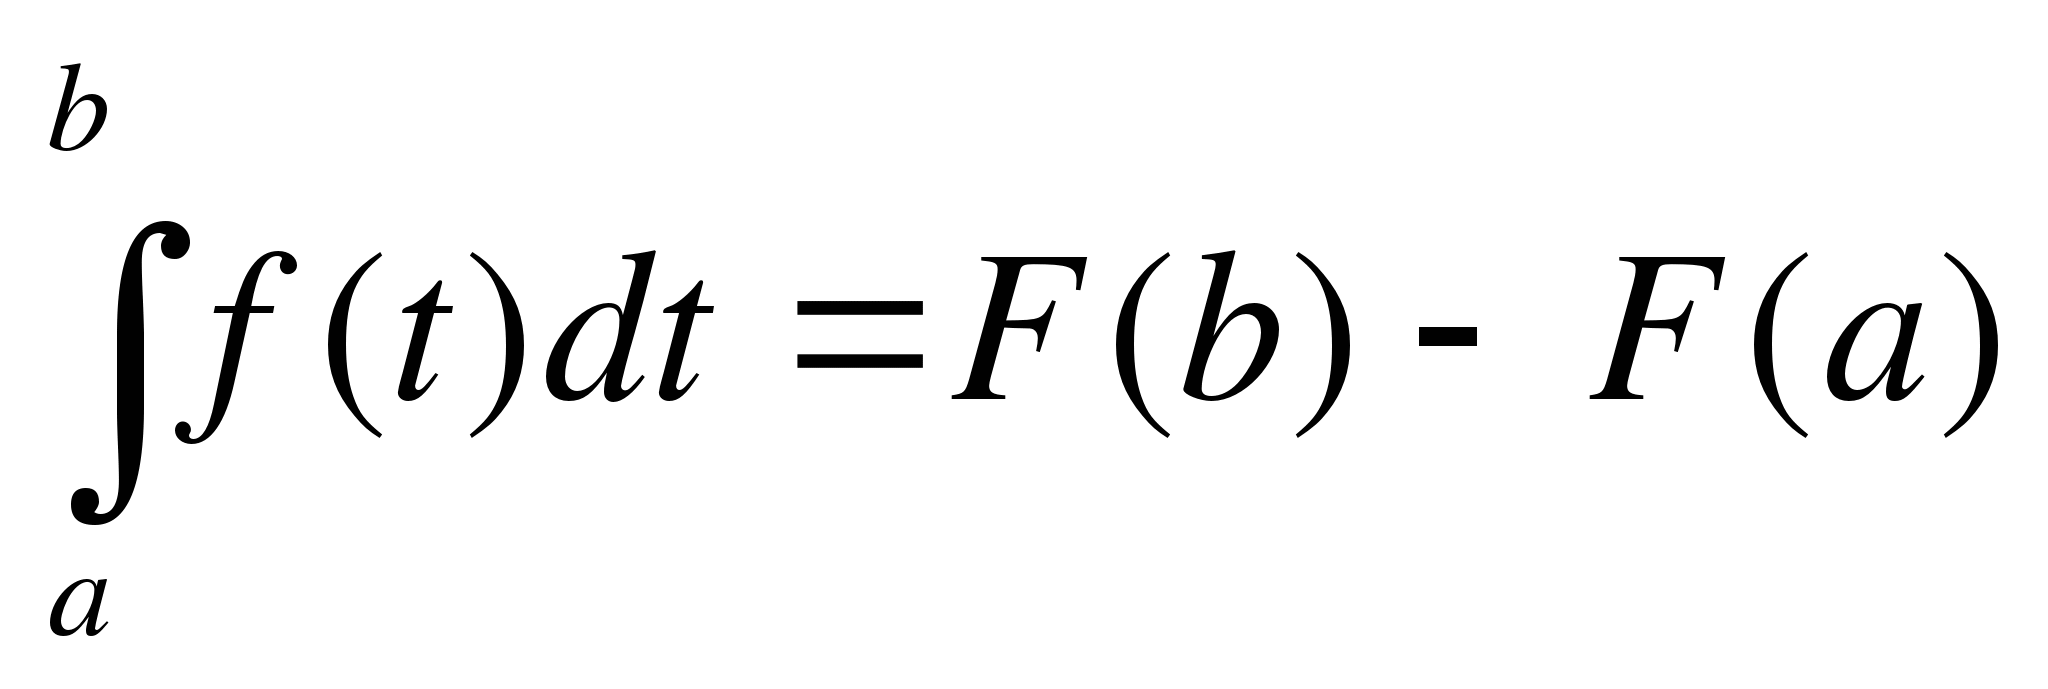 b
∫f(t)dt = F(b) - F(a)
a